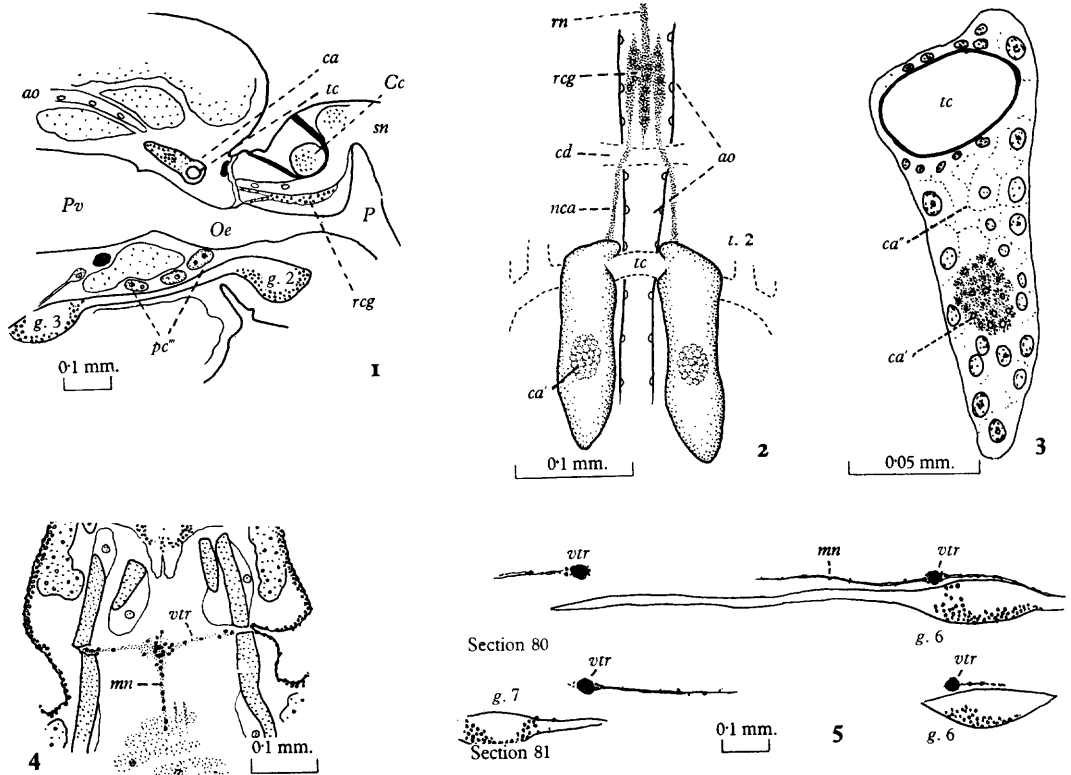 ao
ca
tc
Cc
sn
Pv
P
Oe
rcg
g. 2
g. 3
pc'''
0·1 mm.
1
rn
rcg
cd
ao
nca
t. 2
tc
ca'
0·1 mm.
2
tc
ca''
ca'
0·05 mm.
3
vtr
mn
0·1 mm.
4
vtr
mn
vtr
Section 80
g. 6
vtr
vtr
g. 7
Section 81
0·1 mm.
5
g. 6